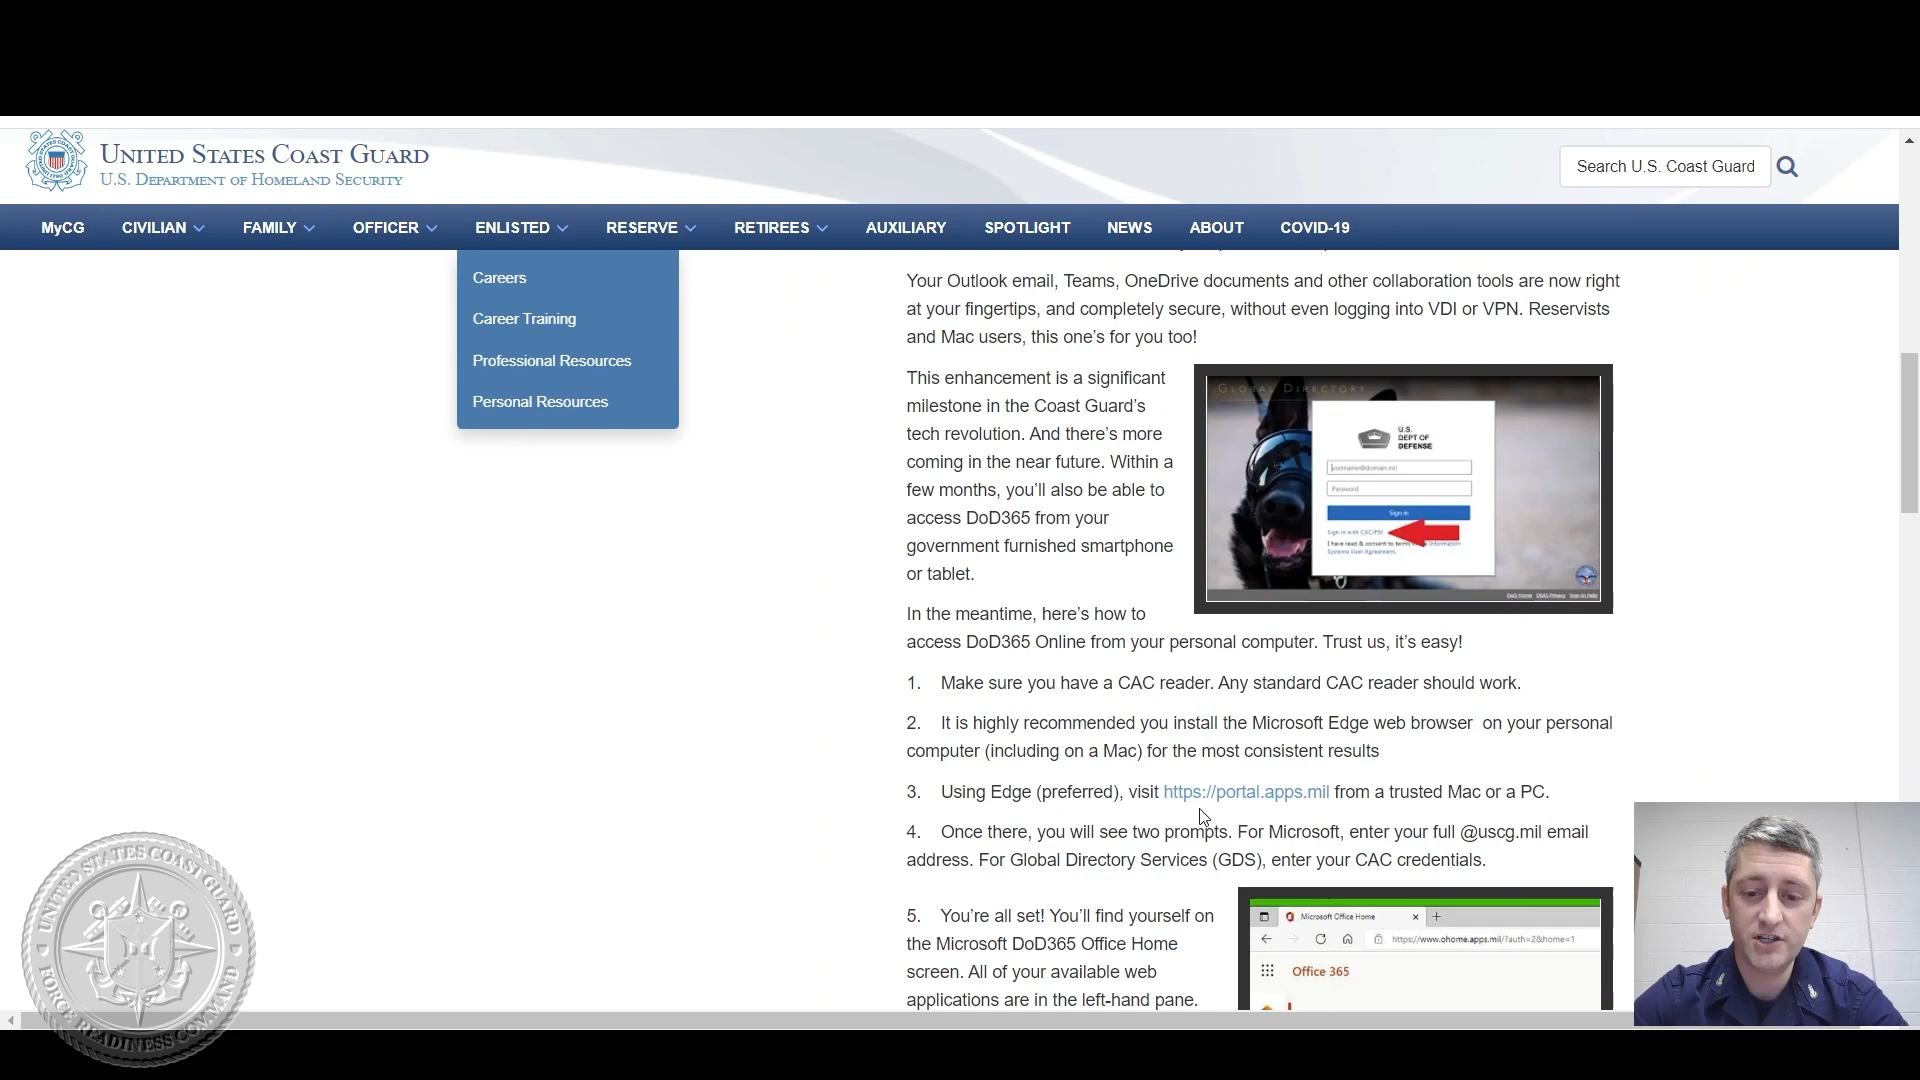 UNITED STATES COAST GUARD
U.S. DEPARTMENT OF HOMELAND SECURITY
Search U.S. Coast Guard
MyCG CIVILIAN FAMILY OFFICER ENLISTED RESERVE RETIREES AUXILIARY SPOTLIGHT NEWS ABOUT COVID-19
Careers
Career Training
Professional Resources
Personal Resources
Your Outlook email, Teams, OneDrive documents and other collaboration tools are now right
at your fingertips, and completely secure, without even logging into VDI or VPN. Reservists
and Mac users, this one's for you too!
This enhancement is a significant
milestone in the Coast Guard's
tech revolution. And there's more
coming in the near future. Within a
few months, you'll also be able to
access DoD365 from your
government furnished smartphone
or tablet.
GLOBAL DIRECTORY
U.S.
DEPT OF
DEFENSE
username@domain.mil
Password
Sign in
Sign in with CAC/PIV
I have read & consent to terms Information
Systems User Agreement.
In the meantime, here's how to
access DoD365 Online from your personal computer. Trust us, it's easy!
1. Make sure you have a CAC reader. Any standard CAC reader should work.
2. It is highly recommended you install the Microsoft Edge web browser on your personal
computer (including on a Mac) for the most consistent results
3. Using Edge (preferred), visit https://portal.apps.mil from a trusted Mac or a PC.
4. Once there, you will see two prompts. For Microsoft, enter your full @uscg.mil email
address. For Global Directory Services (GDS), enter your CAC credentials.
5. You're all set! You'll find yourself on
the Microsoft DoD365 Office Home
screen. All of your available web
applications are in the left-hand pane.
Microsoft Office Home
https://www.ohome.apps.mil/?auth=2&home=1
Office 365
UNITED STATES COAST GUARD
FORCE READINESS COMMAND